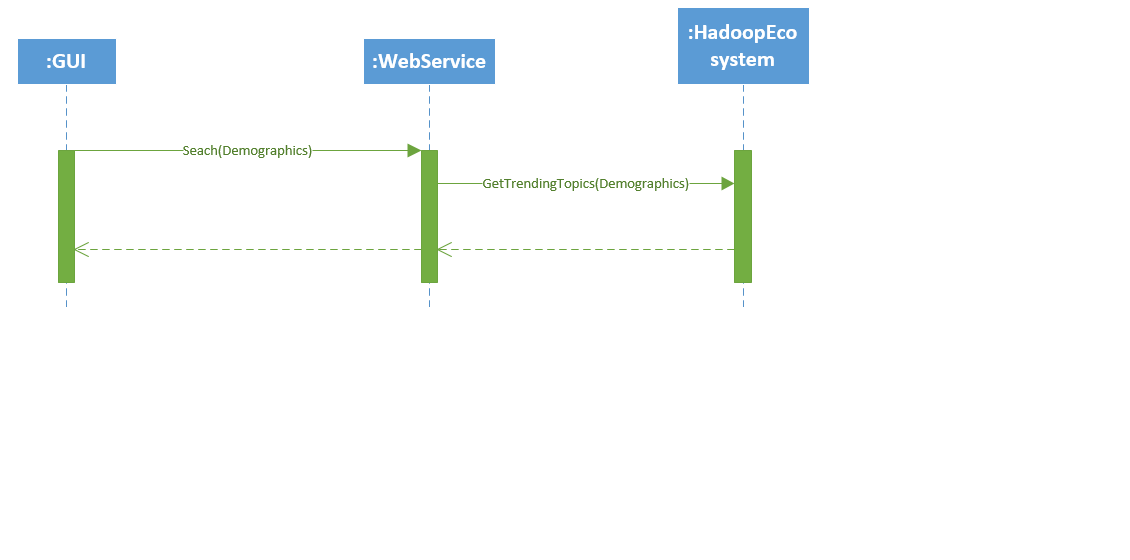 :GUI
:WebService
:HadoopEco
system
Seach(Demographics)
GetTrendingTopics(Demographics)